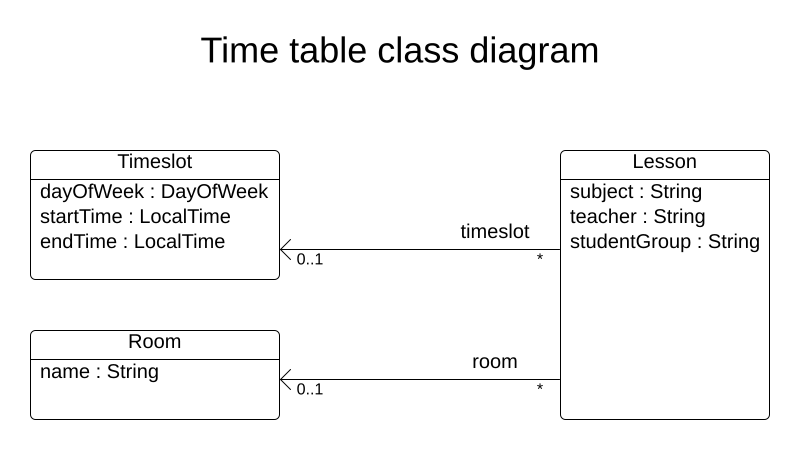 Time table class diagram
Timeslot
dayOfWeek : DayOfWeek
startTime : LocalTime
endTime : LocalTime
Lesson
subject : String
teacher : String
studentGroup : String
timeslot
0..1
*
Room
name : String
room
0..1
*